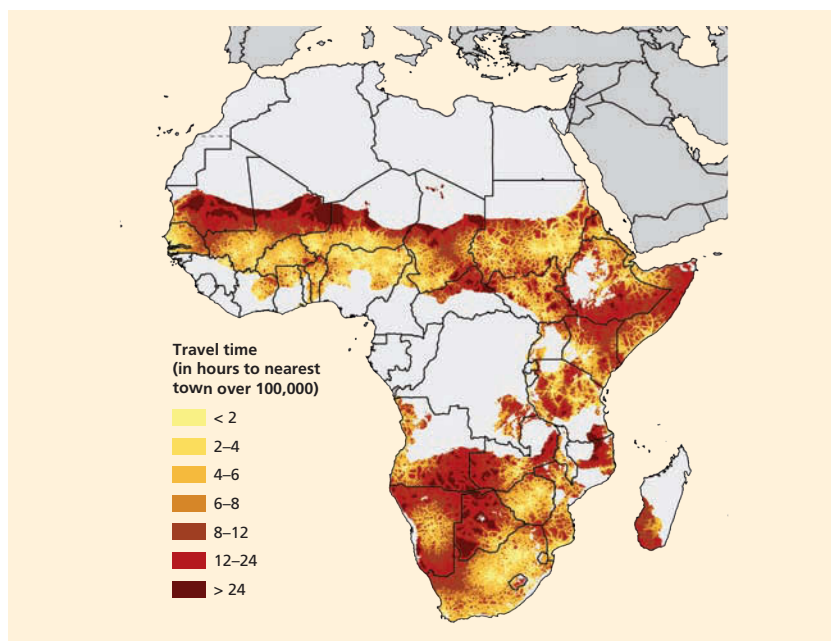 Travel time
(in hours to nearest
town over 100,000)
< 2
2–4
4–6
6–8
8–12
12–24
> 24